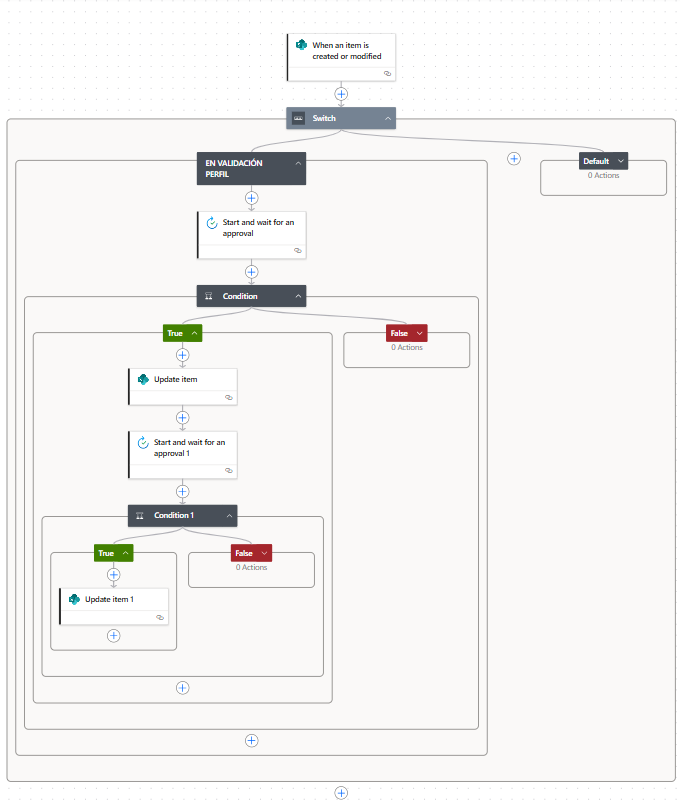 When an item is
created or modified
Switch
EN VALIDACIÓN
PERFIL
Default
0 Actions
Start and wait for an
approval
Condition
True
False
0 Actions
Update item
Start and wait for an
approval 1
Condition 1
True
False
0 Actions
Update item 1